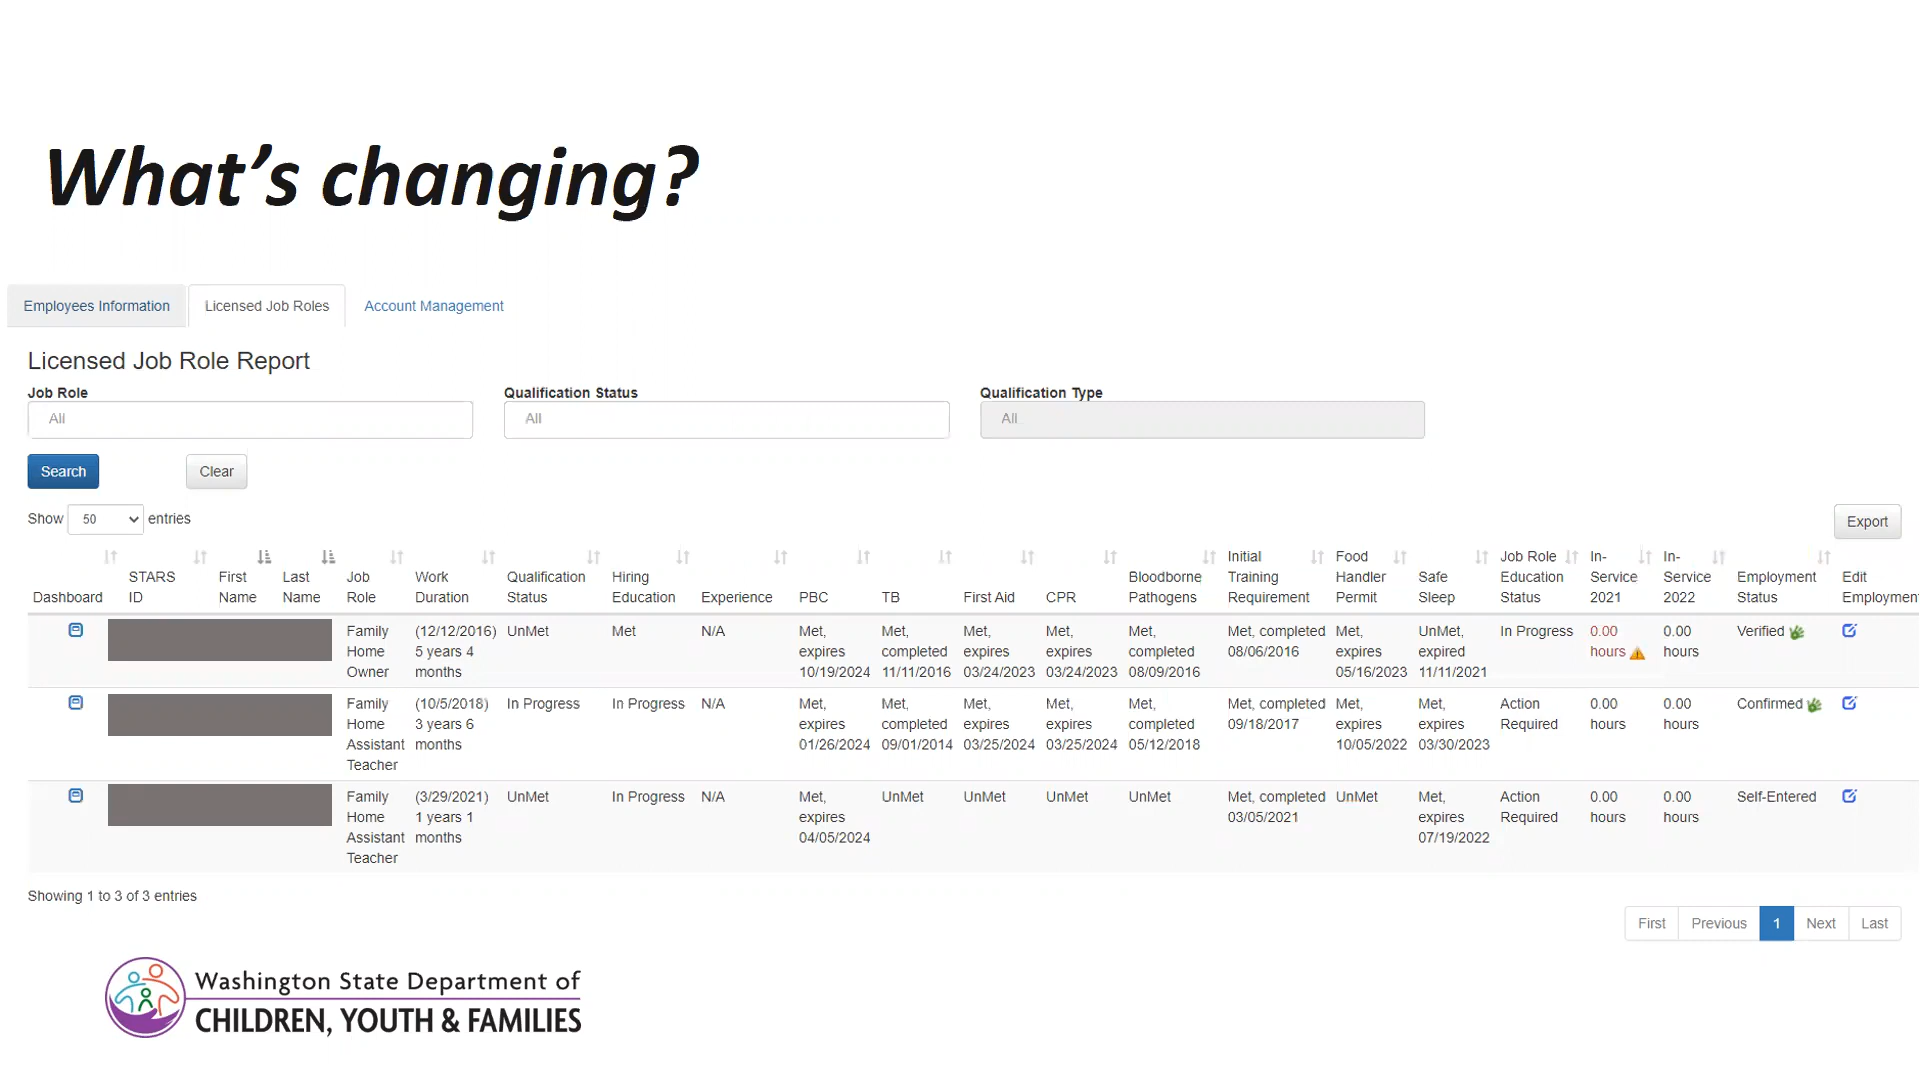 What's changing?
Employees Information Licensed Job Roles Account Management
Licensed Job Role Report
Job Role Qualification Status Qualification Type
All All All
Search Clear
Show 50 entries
Export
Dashboard STARS ID First Name Last Name Job Role Work Duration Qualification Status Hiring Education Experience PBC TB First Aid CPR Bloodborne Pathogens Initial Training Requirement Food Handler Permit Safe Sleep Job Role Education Status In-Service 2021 In-Service 2022 Employment Status Edit Employment
Family (12/12/2016) UnMet Met N/A Met, Met, Met, Met, Met, Met, completed Met, UnMet, In Progress 0.00 0.00 Verified
Home 5 years 4 expires completed expires expires completed 08/06/2016 expires expired hours hours
Owner months 10/19/2024 11/11/2016 03/24/2023 03/24/2023 08/09/2016 05/16/2023 11/11/2021
Family (10/5/2018) In Progress In Progress N/A Met, Met, Met, Met, Met, Met, completed Met, Met, Action 0.00 0.00 Confirmed
Home 3 years 6 expires completed expires expires completed 09/18/2017 expires expires Required hours hours
Assistant months 01/26/2024 09/01/2014 03/25/2024 03/25/2024 05/12/2018 10/05/2022 03/30/2023
Teacher
Family (3/29/2021) UnMet In Progress N/A Met, UnMet UnMet UnMet UnMet Met, completed UnMet Met, Action 0.00 0.00 Self-Entered
Home 1 years 1 expires 03/05/2021 expires Required hours hours
Assistant months 04/05/2024 07/19/2022
Teacher
Showing 1 to 3 of 3 entries
First Previous 1 Next Last
Washington State Department of
CHILDREN, YOUTH & FAMILIES